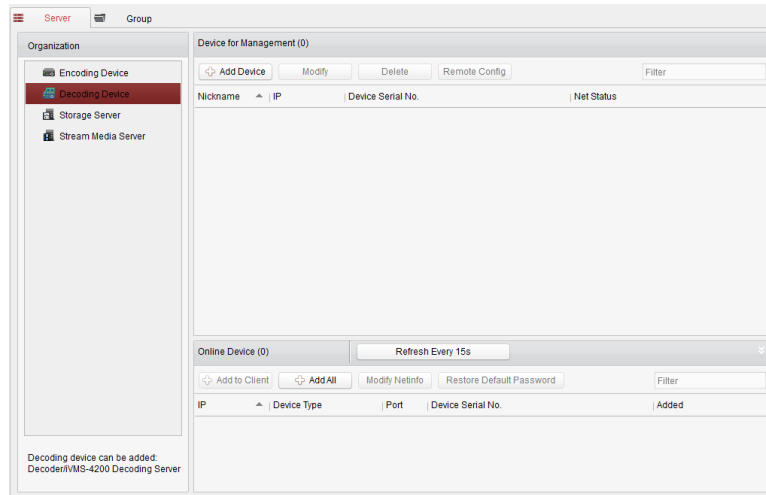 Server Group
Organization
Encoding Device
Decoding Device
Storage Server
Stream Media Server
Decoding device can be added:
Decoder/iVMS-4200 Decoding Server
Device for Management (0)
Add Device Modify Delete Remote Config Filter
Nickname IP Device Serial No. Net Status
Online Device (0) Refresh Every 15s
Add to Client Add All Modify Netinfo Restore Default Password Filter
IP Device Type Port Device Serial No. Added